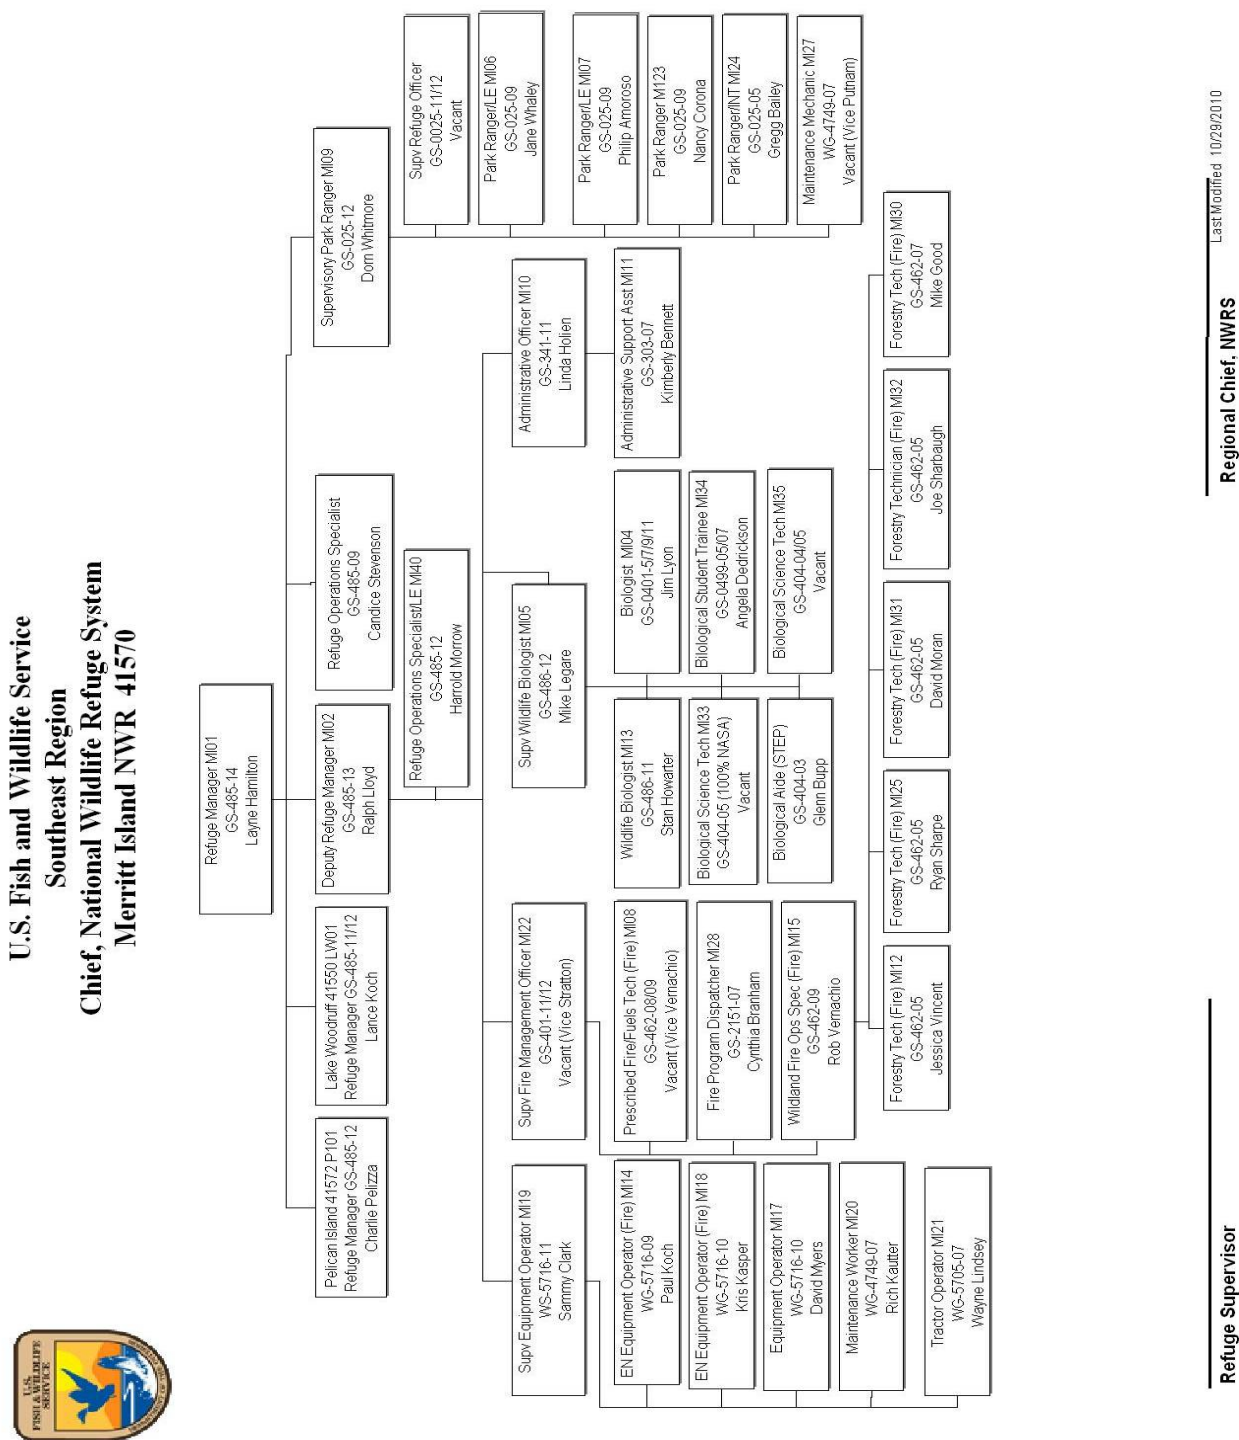 U.S.
FISH & WILDLIFE
SERVICE
U.S. Fish and Wildlife Service
Southeast Region
Chief, National Wildlife Refuge System
Merritt Island NWR 41570
Refuge Manager MI01
GS-485-14
Layne Hamilton
Pelican Island 41572 P101
Refuge Manager GS-485-12
Charlie Pelizza
Lake Woodruff 41550 LW01
Refuge Manager GS-485-11/12
Lance Koch
Deputy Refuge Manager MI02
GS-485-13
Ralph Lloyd
Refuge Operations Specialist
GS-485-09
Candice Stevenson
Supervisory Park Ranger MI09
GS-025-12
Dorn Whitmore
Refuge Operations Specialist/LE MI40
GS-485-12
Harrold Morrow
Supv Refuge Officer
GS-0025-11/12
Vacant
Park Ranger/LE MI06
GS-025-09
Jane Whaley
Park Ranger/LE MI07
GS-025-09
Philip Amoroso
Park Ranger M123
GS-025-09
Nancy Corona
Park Ranger/INT MI24
GS-025-05
Gregg Bailey
Maintenance Mechanic MI27
WG-4749-07
Vacant (Vice Putnam)
Supv Equipment Operator MI19
WS-5716-11
Sammy Clark
Supv Fire Management Officer MI22
GS-401-11/12
Vacant (Vice Stratton)
Supv Wildlife Biologist MI05
GS-486-12
Mike Legare
Administrative Officer MI10
GS-341-11
Linda Holien
EN Equipment Operator (Fire) MI14
WG-5716-09
Paul Koch
EN Equipment Operator (Fire) MI18
WG-5716-10
Kris Kasper
Equipment Operator MI17
WG-5716-10
David Myers
Maintenance Worker MI20
WG-4749-07
Rich Kautter
Tractor Operator MI21
WG-5705-07
Wayne Lindsey
Prescribed Fire/Fuels Tech (Fire) MI08
GS-462-08/09
Vacant (Vice Vernachio)
Fire Program Dispatcher MI28
GS-2151-07
Cynthia Branham
Wildland Fire Ops Spec (Fire) MI15
GS-462-09
Rob Vernachio
Wildlife Biologist MI13
GS-486-11
Stan Howarter
Biologist MI04
GS-0401-5/7/9/11
Jim Lyon
Biological Science Tech MI33
GS-404-05 (100% NASA)
Vacant
Bilological Student Trainee MI34
GS-0499-05/07
Angela Dedrickson
Biological Aide (STEP)
GS-404-03
Glenn Bupp
Biological Science Tech MI35
GS-404-04/05
Vacant
Administrative Support Asst MI11
GS-303-07
Kimberly Bennett
Forestry Tech (Fire) MI12
GS-462-05
Jessica Vincent
Forestry Tech (Fire) MI25
GS-462-05
Ryan Sharpe
Forestry Tech (Fire) MI31
GS-462-05
David Moran
Forestry Technician (Fire) MI32
GS-462-05
Joe Sharbaugh
Forestry Tech (Fire) MI30
GS-462-07
Mike Good
Refuge Supervisor
Regional Chief, NWRS
Last Modified 10/29/2010